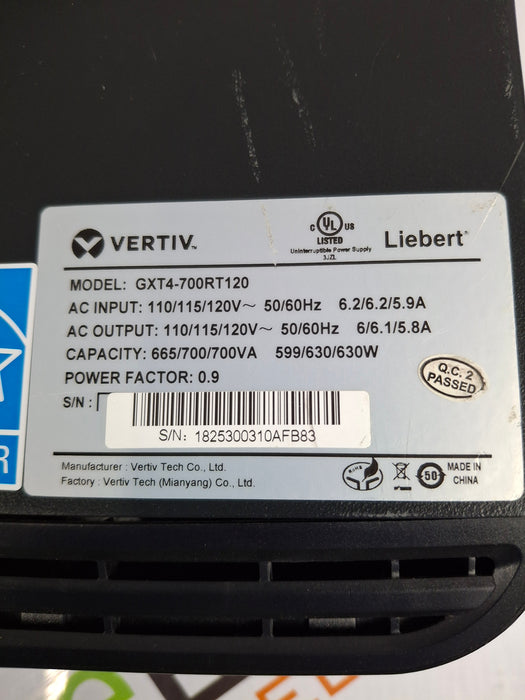 VERTIV™
C UL US
LISTED
Uninterruptible Power Supply
3JZL
Liebert®
MODEL: GXT4-700RT120
AC INPUT: 110/115/120V~ 50/60Hz 6.2/6.2/5.9A
AC OUTPUT: 110/115/120V~ 50/60Hz 6/6.1/5.8A
CAPACITY: 665/700/700VA 599/630/630W
POWER FACTOR: 0.9
Q.C. 2
PASSED
S/N :
S/N: 1825300310AFB83
Manufacturer : Vertiv Tech Co., Ltd.
Factory : Vertiv Tech (Mianyang) Co., Ltd.
50
MADE IN
CHINA
R